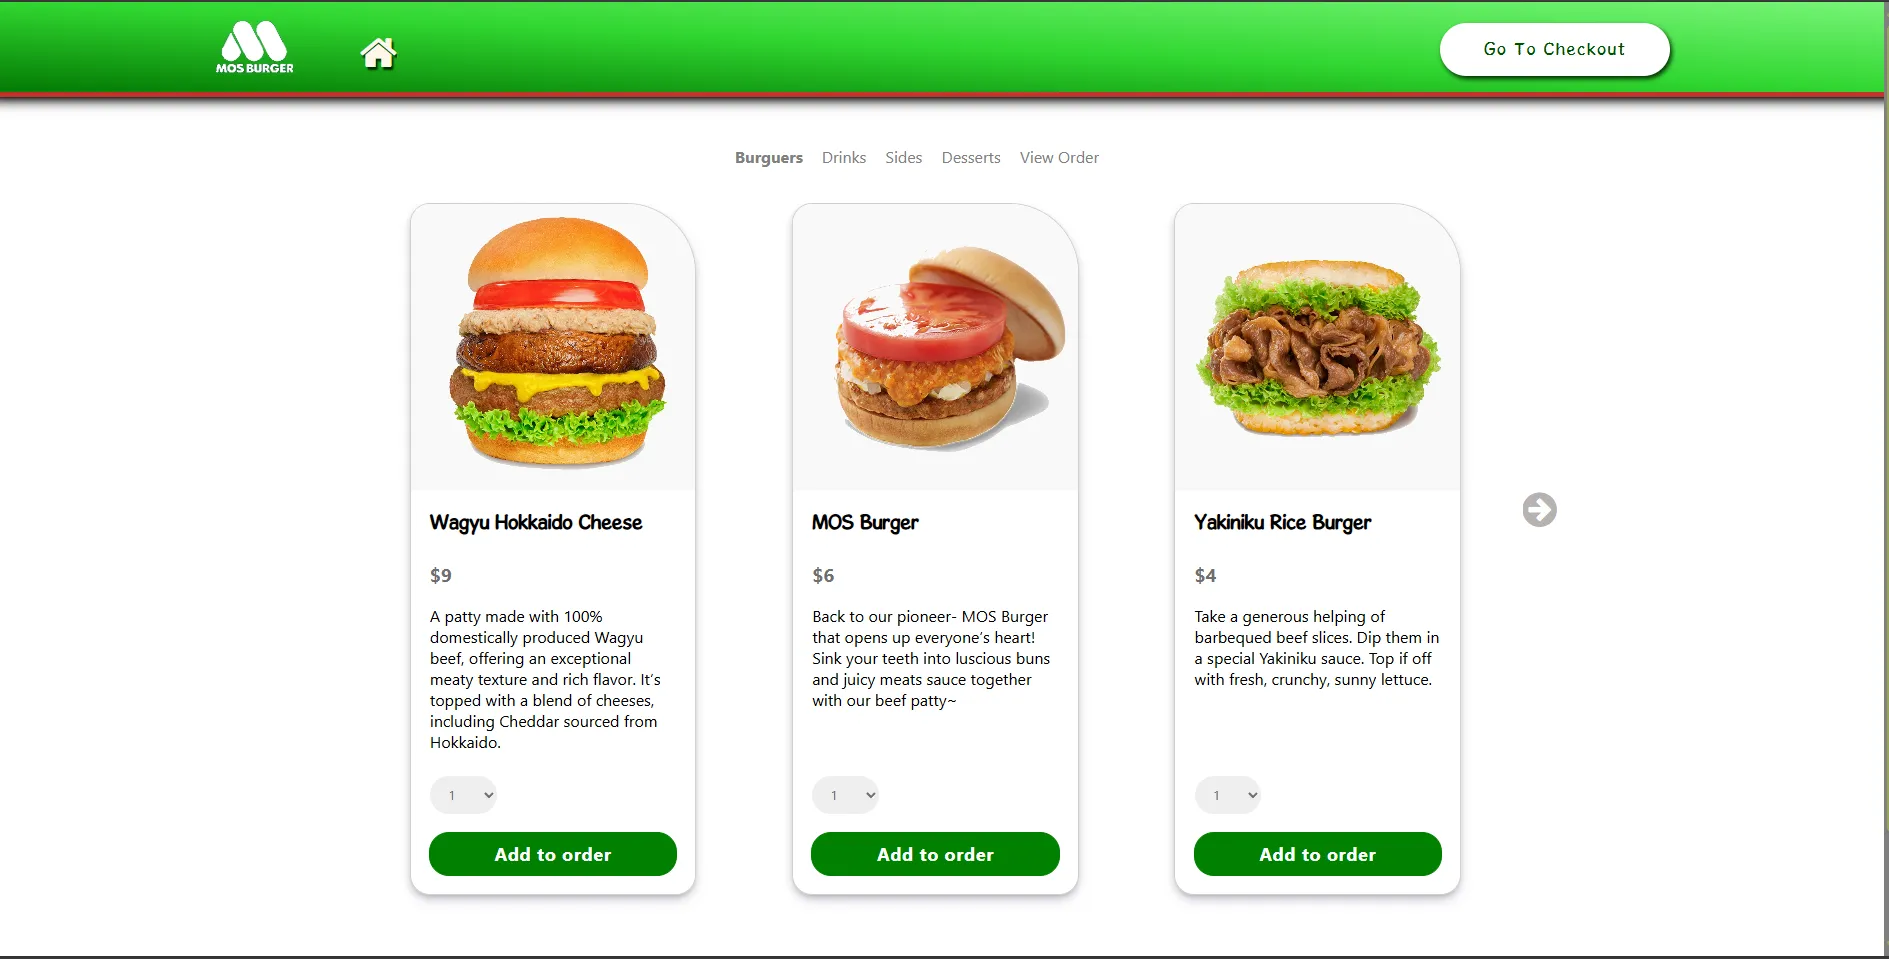 MOS BURGER
Go To Checkout
Burguers Drinks Sides Desserts View Order
Wagyu Hokkaido Cheese
$9
A patty made with 100%
domestically produced Wagyu
beef, offering an exceptional
meaty texture and rich flavor. It’s
topped with a blend of cheeses,
including Cheddar sourced from
Hokkaido.
1
Add to order
MOS Burger
$6
Back to our pioneer- MOS Burger
that opens up everyone’s heart!
Sink your teeth into luscious buns
and juicy meats sauce together
with our beef patty~
1
Add to order
Yakiniku Rice Burger
$4
Take a generous helping of
barbequed beef slices. Dip them in
a special Yakiniku sauce. Top if off
with fresh, crunchy, sunny lettuce.
1
Add to order